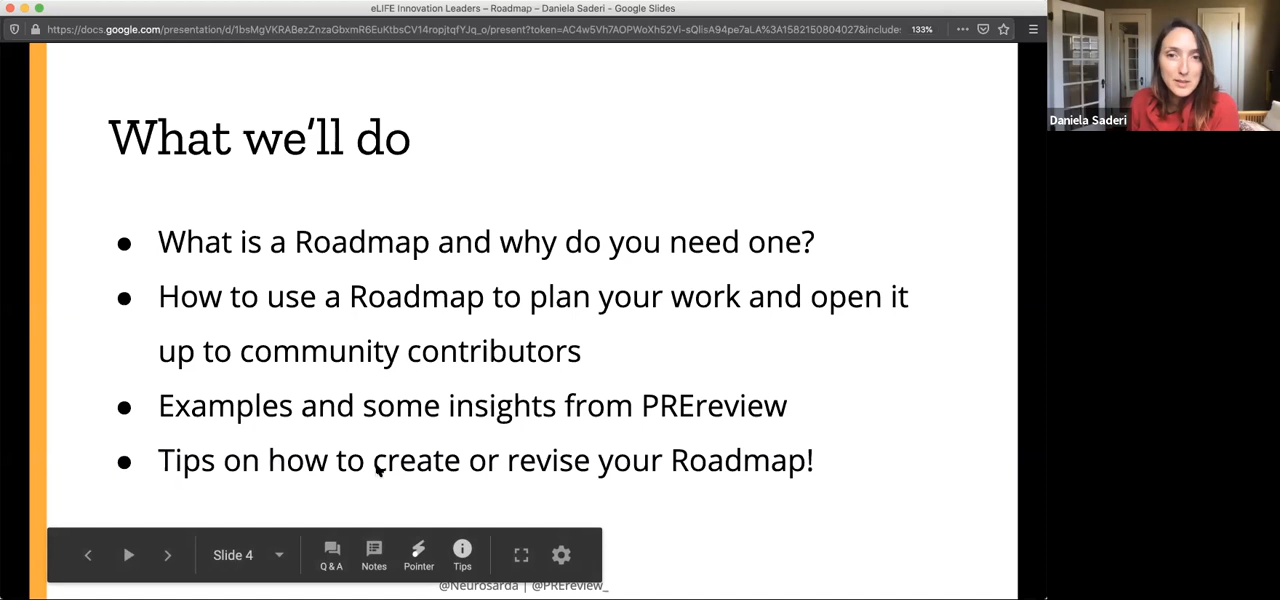 eLIFE Innovation Leaders – Roadmap – Daniela Saderi - Google Slides
133%
Daniela Saderi
What we'll do
● What is a Roadmap and why do you need one?
● How to use a Roadmap to plan your work and open it
up to community contributors
● Examples and some insights from PREreview
● Tips on how to create or revise your Roadmap!
Slide 4
Q & A
Notes
Pointer
Tips
@Neurosarda | @PREreview_